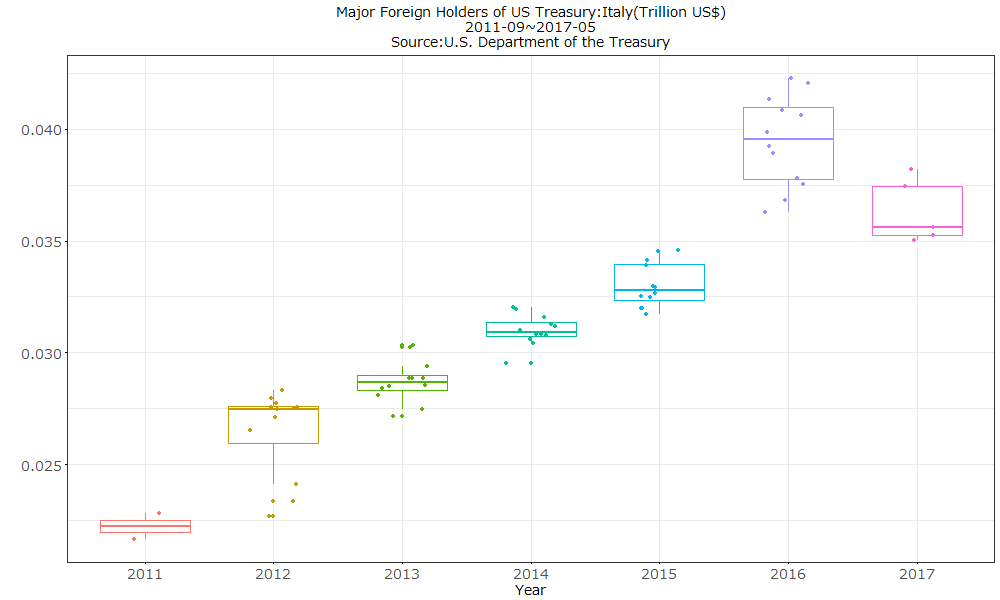 Major Foreign Holders of US Treasury:Italy(Trillion US$)
2011-09~2017-05
Source:U.S. Department of the Treasury
0.040
0.035
0.030
0.025
2011 2012 2013 2014 2015 2016 2017
Year